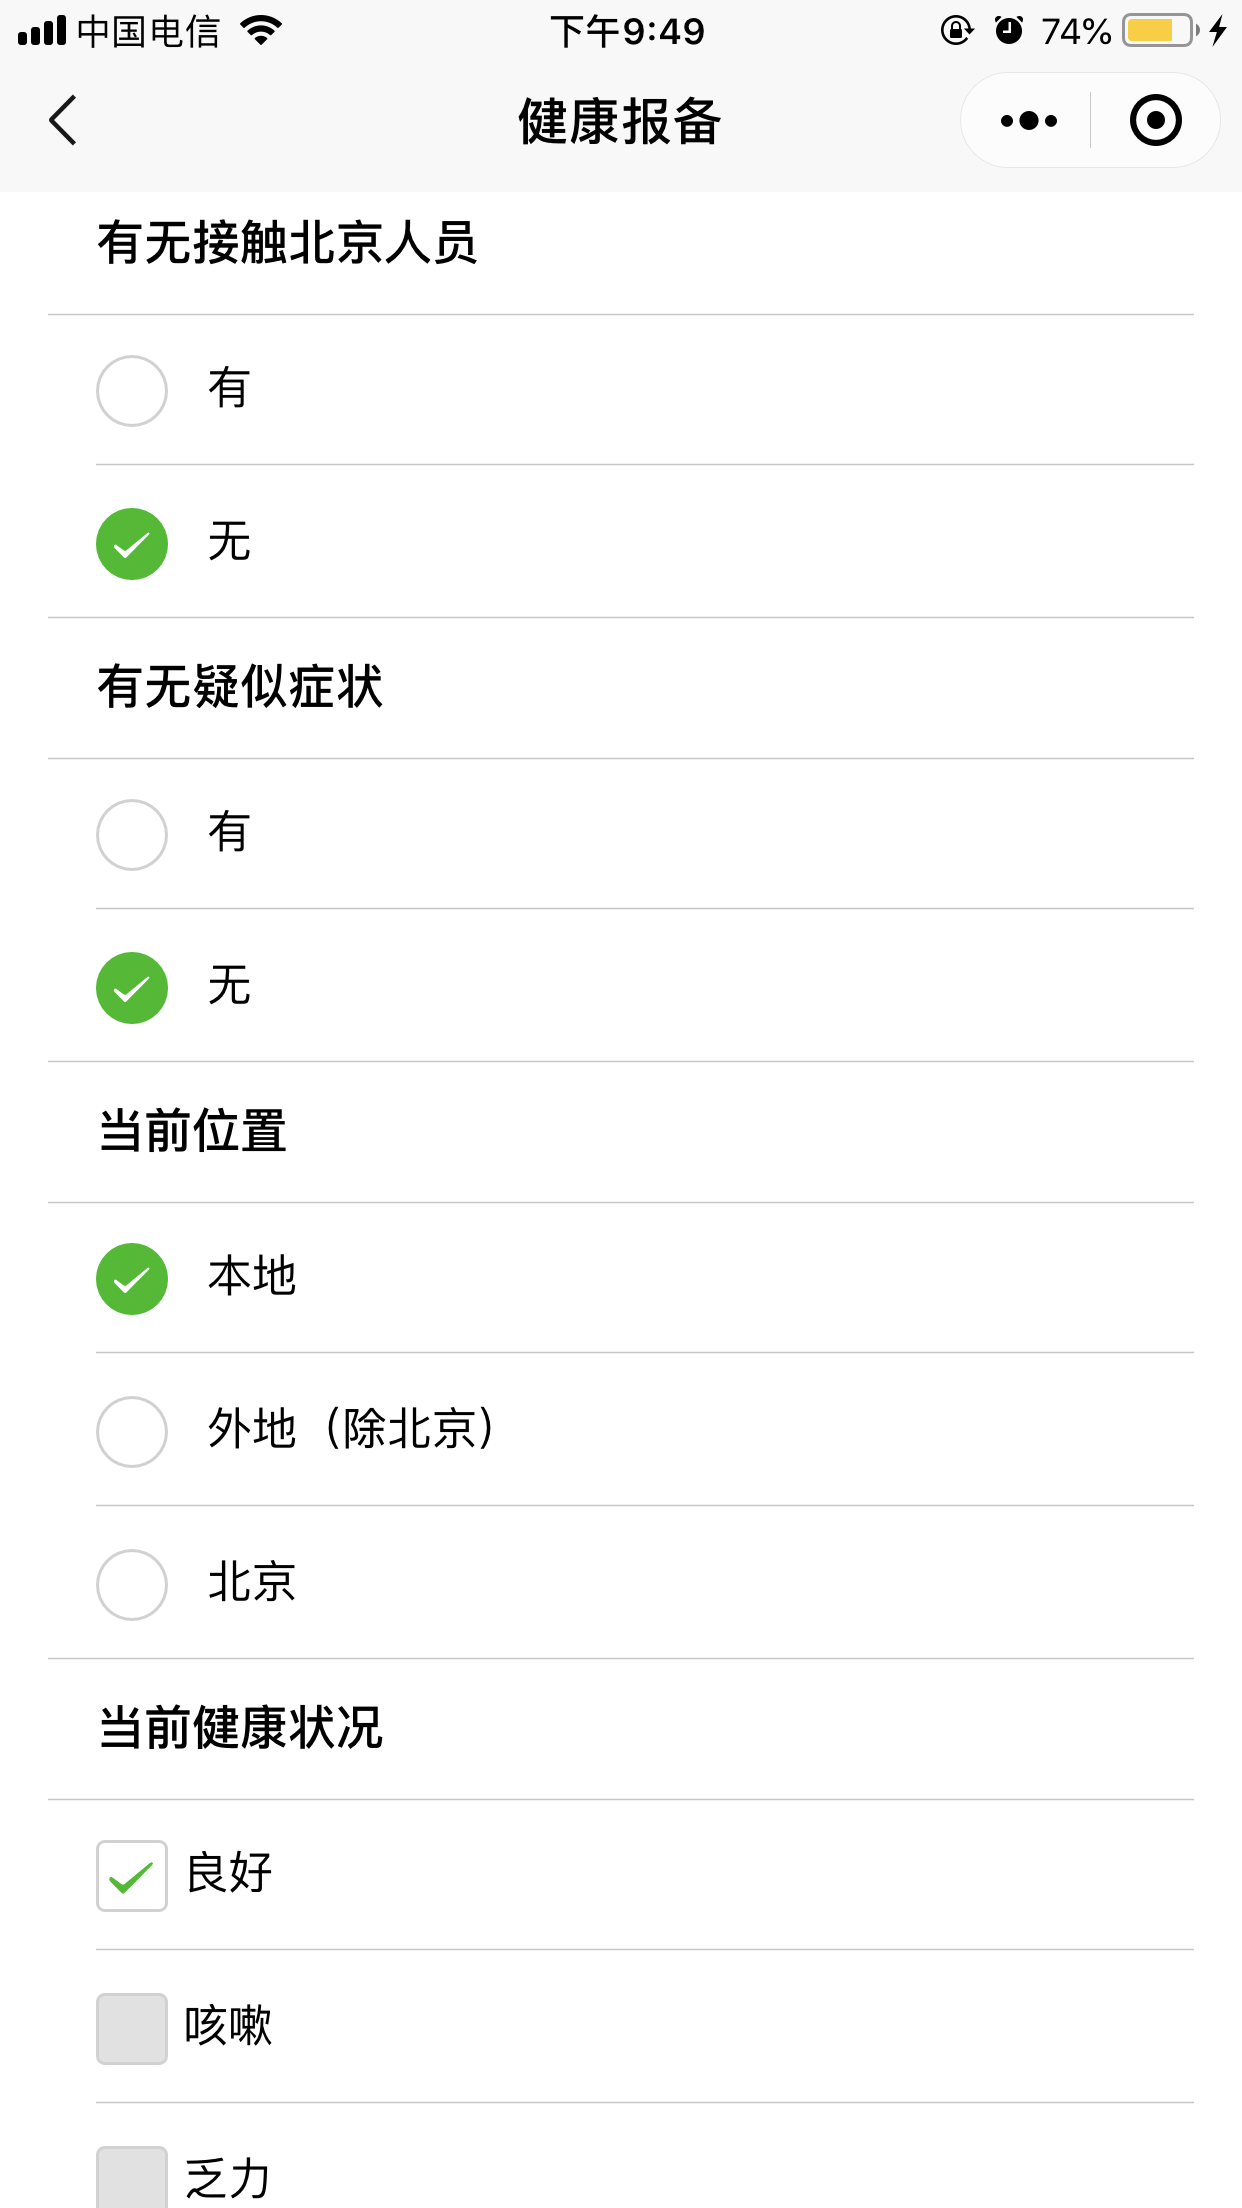 中国电信 下午9:49 74%
健康报备
有无接触北京人员
有
无
有无疑似症状
有
无
当前位置
本地
外地（除北京）
北京
当前健康状况
良好
咳嗽
乏力